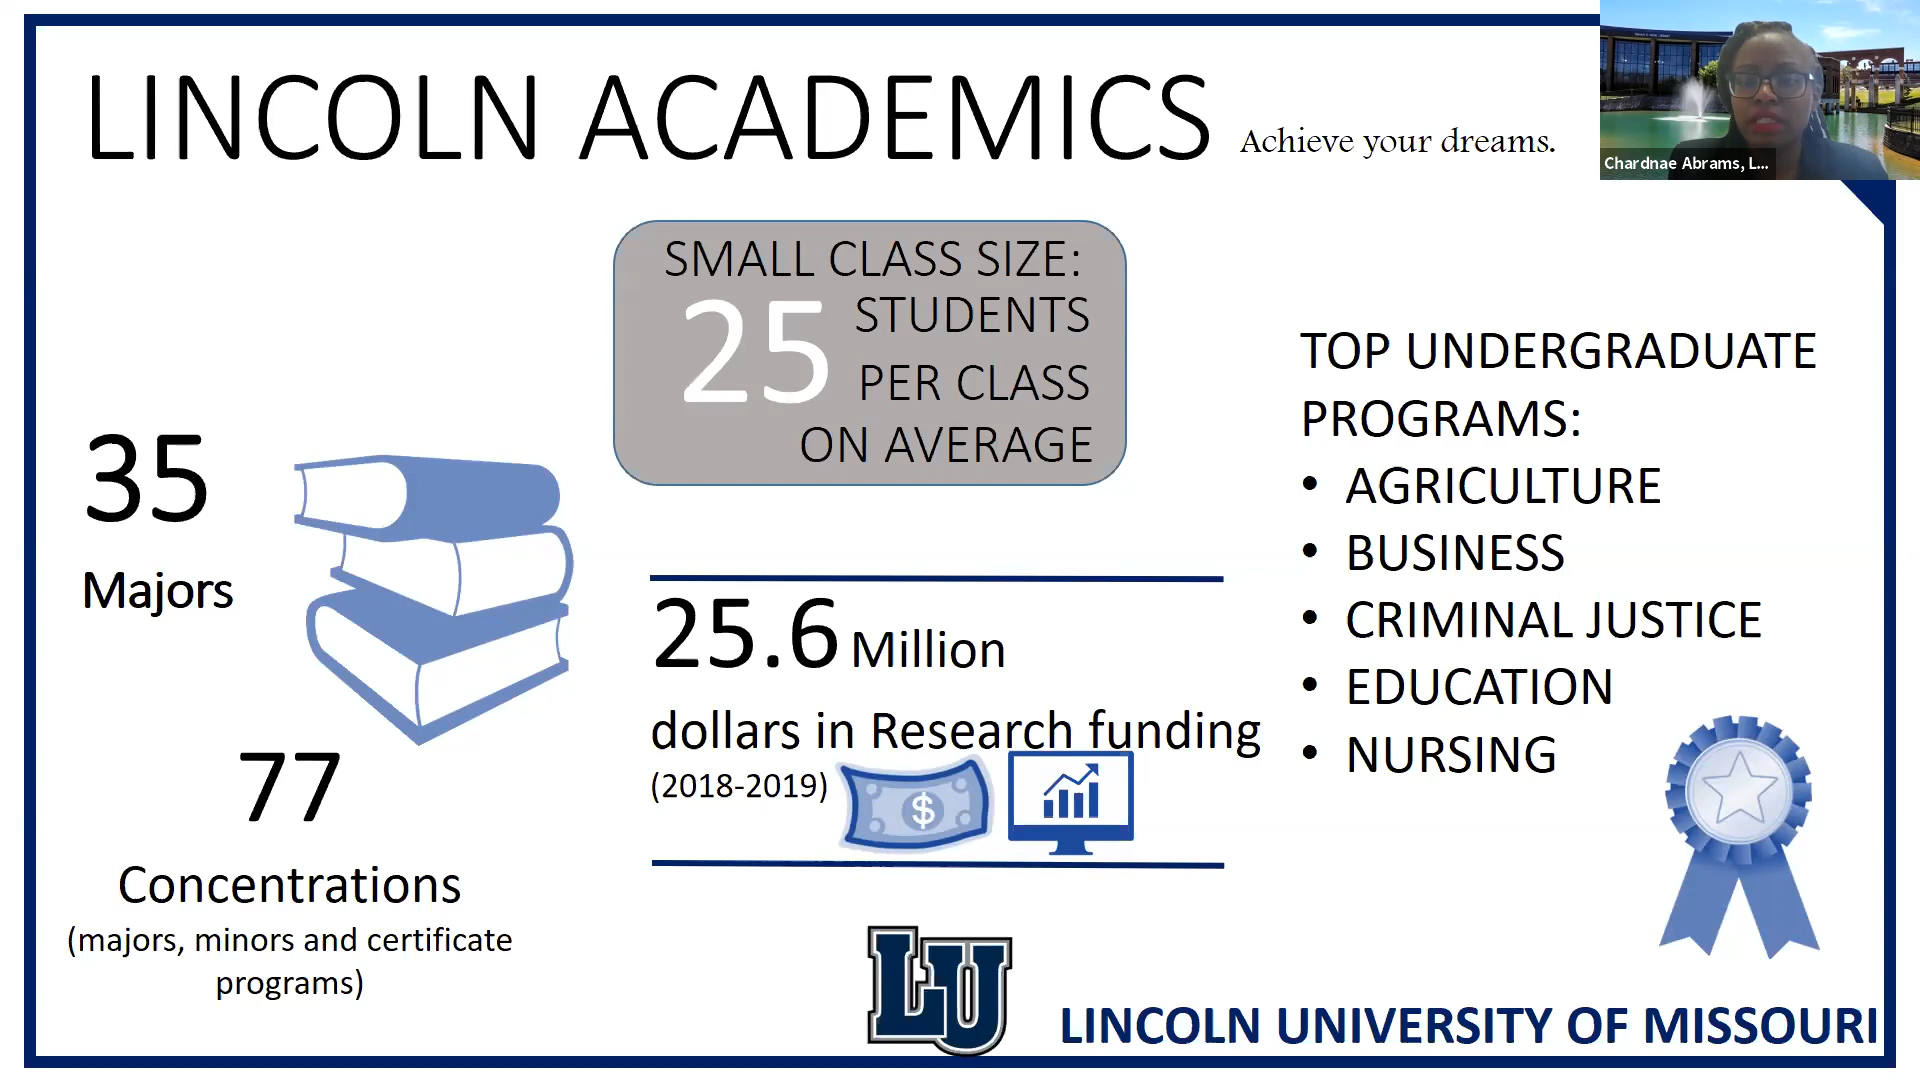 LINCOLN ACADEMICS Achieve your dreams.
Chardnae Abrams, L...
SMALL CLASS SIZE:
25 STUDENTS
PER CLASS
ON AVERAGE
35
Majors
77
Concentrations
(majors, minors and certificate
programs)
25.6 Million
dollars in Research funding
(2018-2019)
$
TOP UNDERGRADUATE
PROGRAMS:
• AGRICULTURE
• BUSINESS
• CRIMINAL JUSTICE
• EDUCATION
• NURSING
LU
LINCOLN UNIVERSITY OF MISSOURI